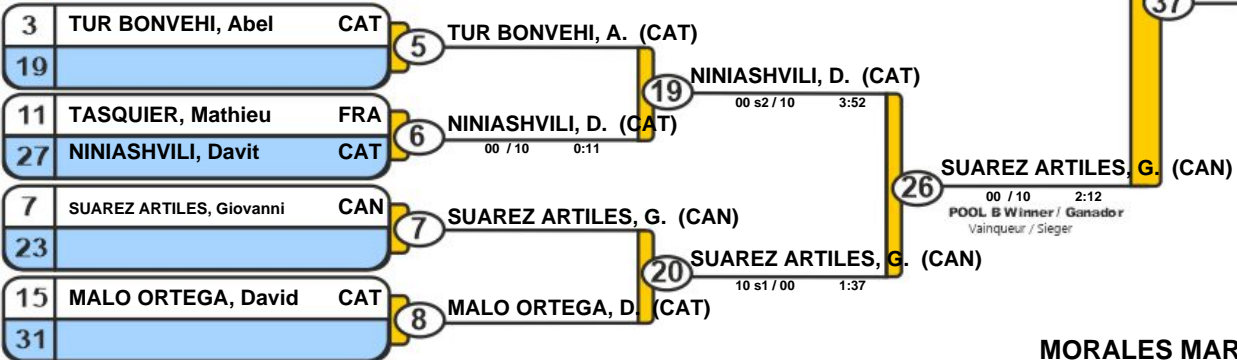 37
3 TUR BONVEHI, Abel CAT
5 TUR BONVEHI, A. (CAT)
19
19 NINIASHVILI, D. (CAT)
00 s2 / 10 3:52
11 TASQUIER, Mathieu FRA
6 NINIASHVILI, D. (CAT)
00 / 10 0:11
27 NINIASHVILI, Davit CAT
26 SUAREZ ARTILES, G. (CAN)
00 / 10 2:12
POOL B Winner / Ganador
Vainqueur / Sieger
7 SUAREZ ARTILES, Giovanni CAN
7 SUAREZ ARTILES, G. (CAN)
23
20 SUAREZ ARTILES, G. (CAN)
10 s1 / 00 1:37
15 MALO ORTEGA, David CAT
8 MALO ORTEGA, D. (CAT)
31
MORALES MAR